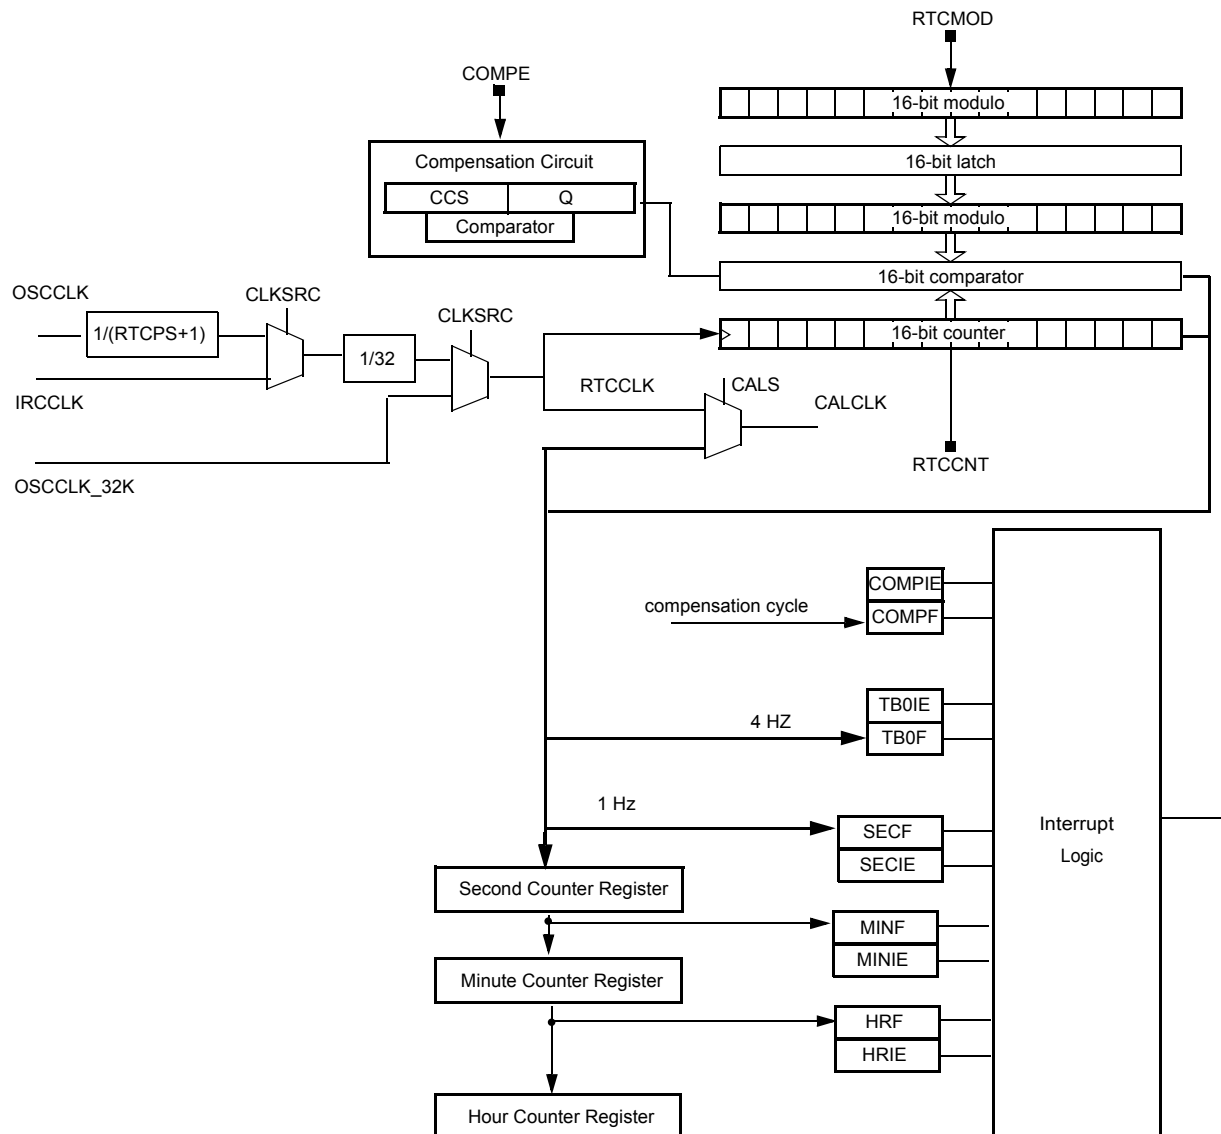 RTCMOD
COMPE
16-bit modulo
Compensation Circuit
16-bit latch
CCS
Q
Comparator
16-bit modulo
16-bit comparator
OSCCLK
CLKSRC
CLKSRC
1/(RTCPS+1)
16-bit counter
1/32
RTCCLK
CALS
IRCCLK
CALCLK
RTCCNT
OSCCLK_32K
COMPIE
compensation cycle
COMPF
TB0IE
4 HZ
TB0F
1 Hz
SECF
Interrupt
Logic
SECIE
Second Counter Register
MINF
MINIE
Minute Counter Register
HRF
HRIE
Hour Counter Register